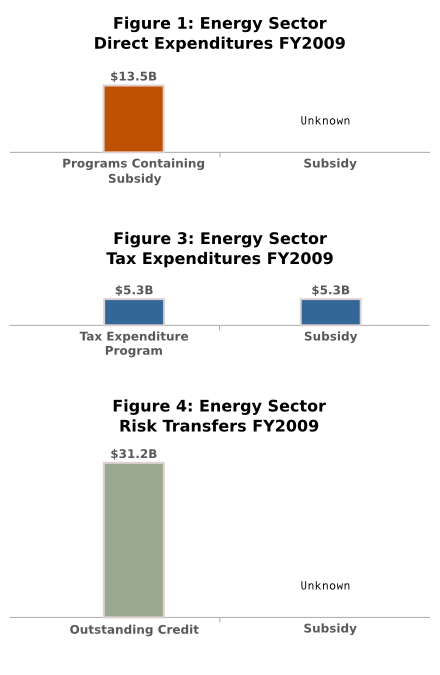 Figure 1: Energy Sector
Direct Expenditures FY2009
$13.5B
Unknown
Programs Containing
Subsidy
Subsidy
Figure 3: Energy Sector
Tax Expenditures FY2009
$5.3B
$5.3B
Tax Expenditure
Program
Subsidy
Figure 4: Energy Sector
Risk Transfers FY2009
$31.2B
Unknown
Outstanding Credit
Subsidy